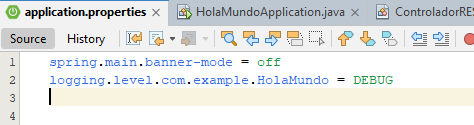 application.properties
HolaMundoApplication.java
ControladorRES
Source
History
1 spring.main.banner-mode = off
2 logging.level.com.example.HolaMundo = DEBUG
3